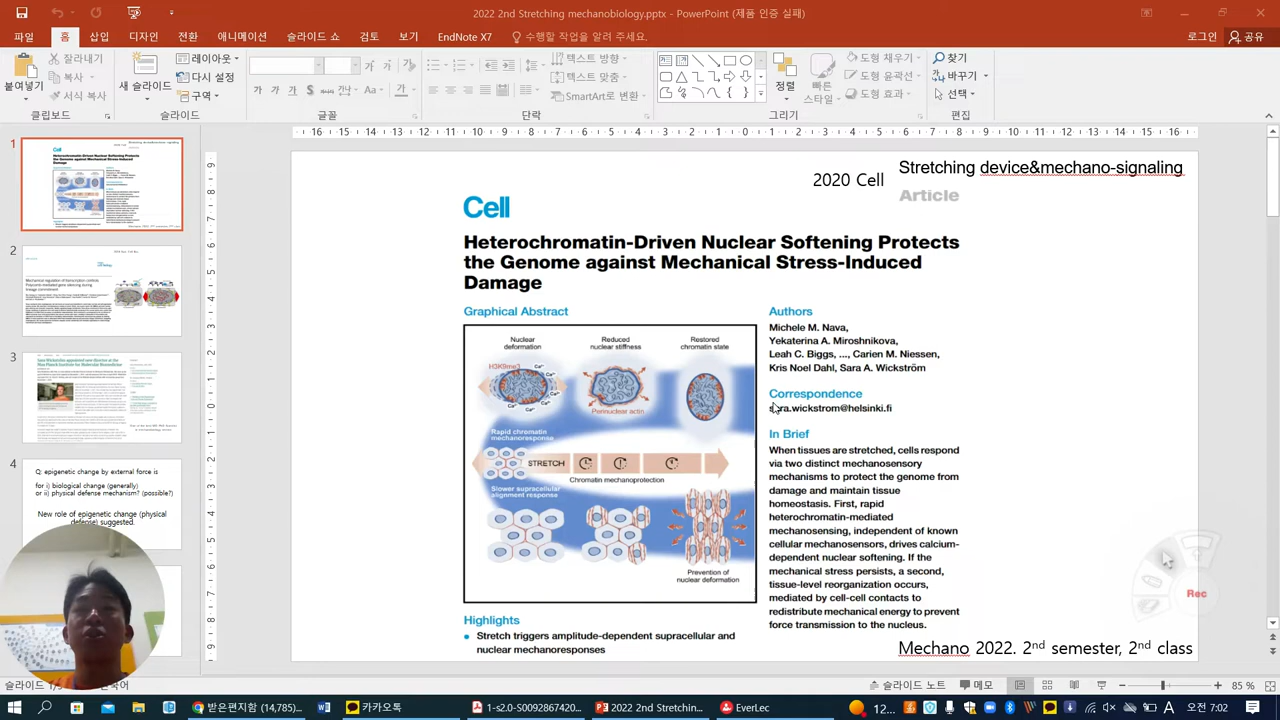 2022 2nd Stretching mechanobiology.pptx (제품 인증 실패) - PowerPoint
파일 홈 삽입 디자인 전환 애니메이션 슬라이드 쇼 검토 보기 EndNote X7 수행할 작업을 알려 주세요. 로그인 공유
붙여넣기 잘라내기 복사 서식 복사 새 슬라이드 레이아웃 다시 설정 구역 텍스트 방향 텍스트 맞춤 SmartArt로 변환 정렬 빠른 스타일 도형 채우기 도형 윤곽선 도형 효과 찾기 바꾸기 선택
클립보드 슬라이드 글꼴 단락 그리기 편집
2020 Cell
Stretching device&mechano-signaling
Article
Cell
Heterochromatin-Driven Nuclear Softening Protects
the Genome against Mechanical Stress-Induced
Damage
Graphical Abstract
Nuclear deformation
Reduced nuclear stiffness
Restored chromatin state
Ca²⁺
Perinuclear actin
Rapid chromatin mechanoresponse
STRETCH
Chromatin mechanoprotection
Slower supracellular alignment response
Prevention of nuclear deformation
Highlights
Stretch triggers amplitude-dependent supracellular and
nuclear mechanoresponses
Authors
Michele M. Nava,
Yekaterina A. Miroshnikova,
Leah C. Biggs, ..., Carien M. Niessen,
Kris Noel Dahl, Sara A. Wickström
Correspondence
sara.wickstrom@helsinki.fi
In Brief
When tissues are stretched, cells respond
via two distinct mechanosensory
mechanisms to protect the genome from
damage and maintain tissue
homeostasis. First, rapid
heterochromatin-mediated
mechanosensing, independent of known
cellular mechanosensors, drives calcium-
dependent nuclear softening. If the
mechanical stress persists, a second,
tissue-level reorganization occurs,
mediated by cell-cell contacts to
redistribute mechanical energy to prevent
force transmission to the nucleus.
Mechano 2022. 2nd semester, 2nd class
1
2
4
Q: epigenetic change by external force is
for i) biological change (generally)
or ii) physical defense mechanism? (possible?)
New role of epigenetic change (physical
defense) suggested.
Rec
슬라이드 노트 메모 85 %
받은편지함 (14,785)... 카카오톡 1-s2.0-S0092867420... 2022 2nd Stretching... EverLec 12... A 오전 7:02